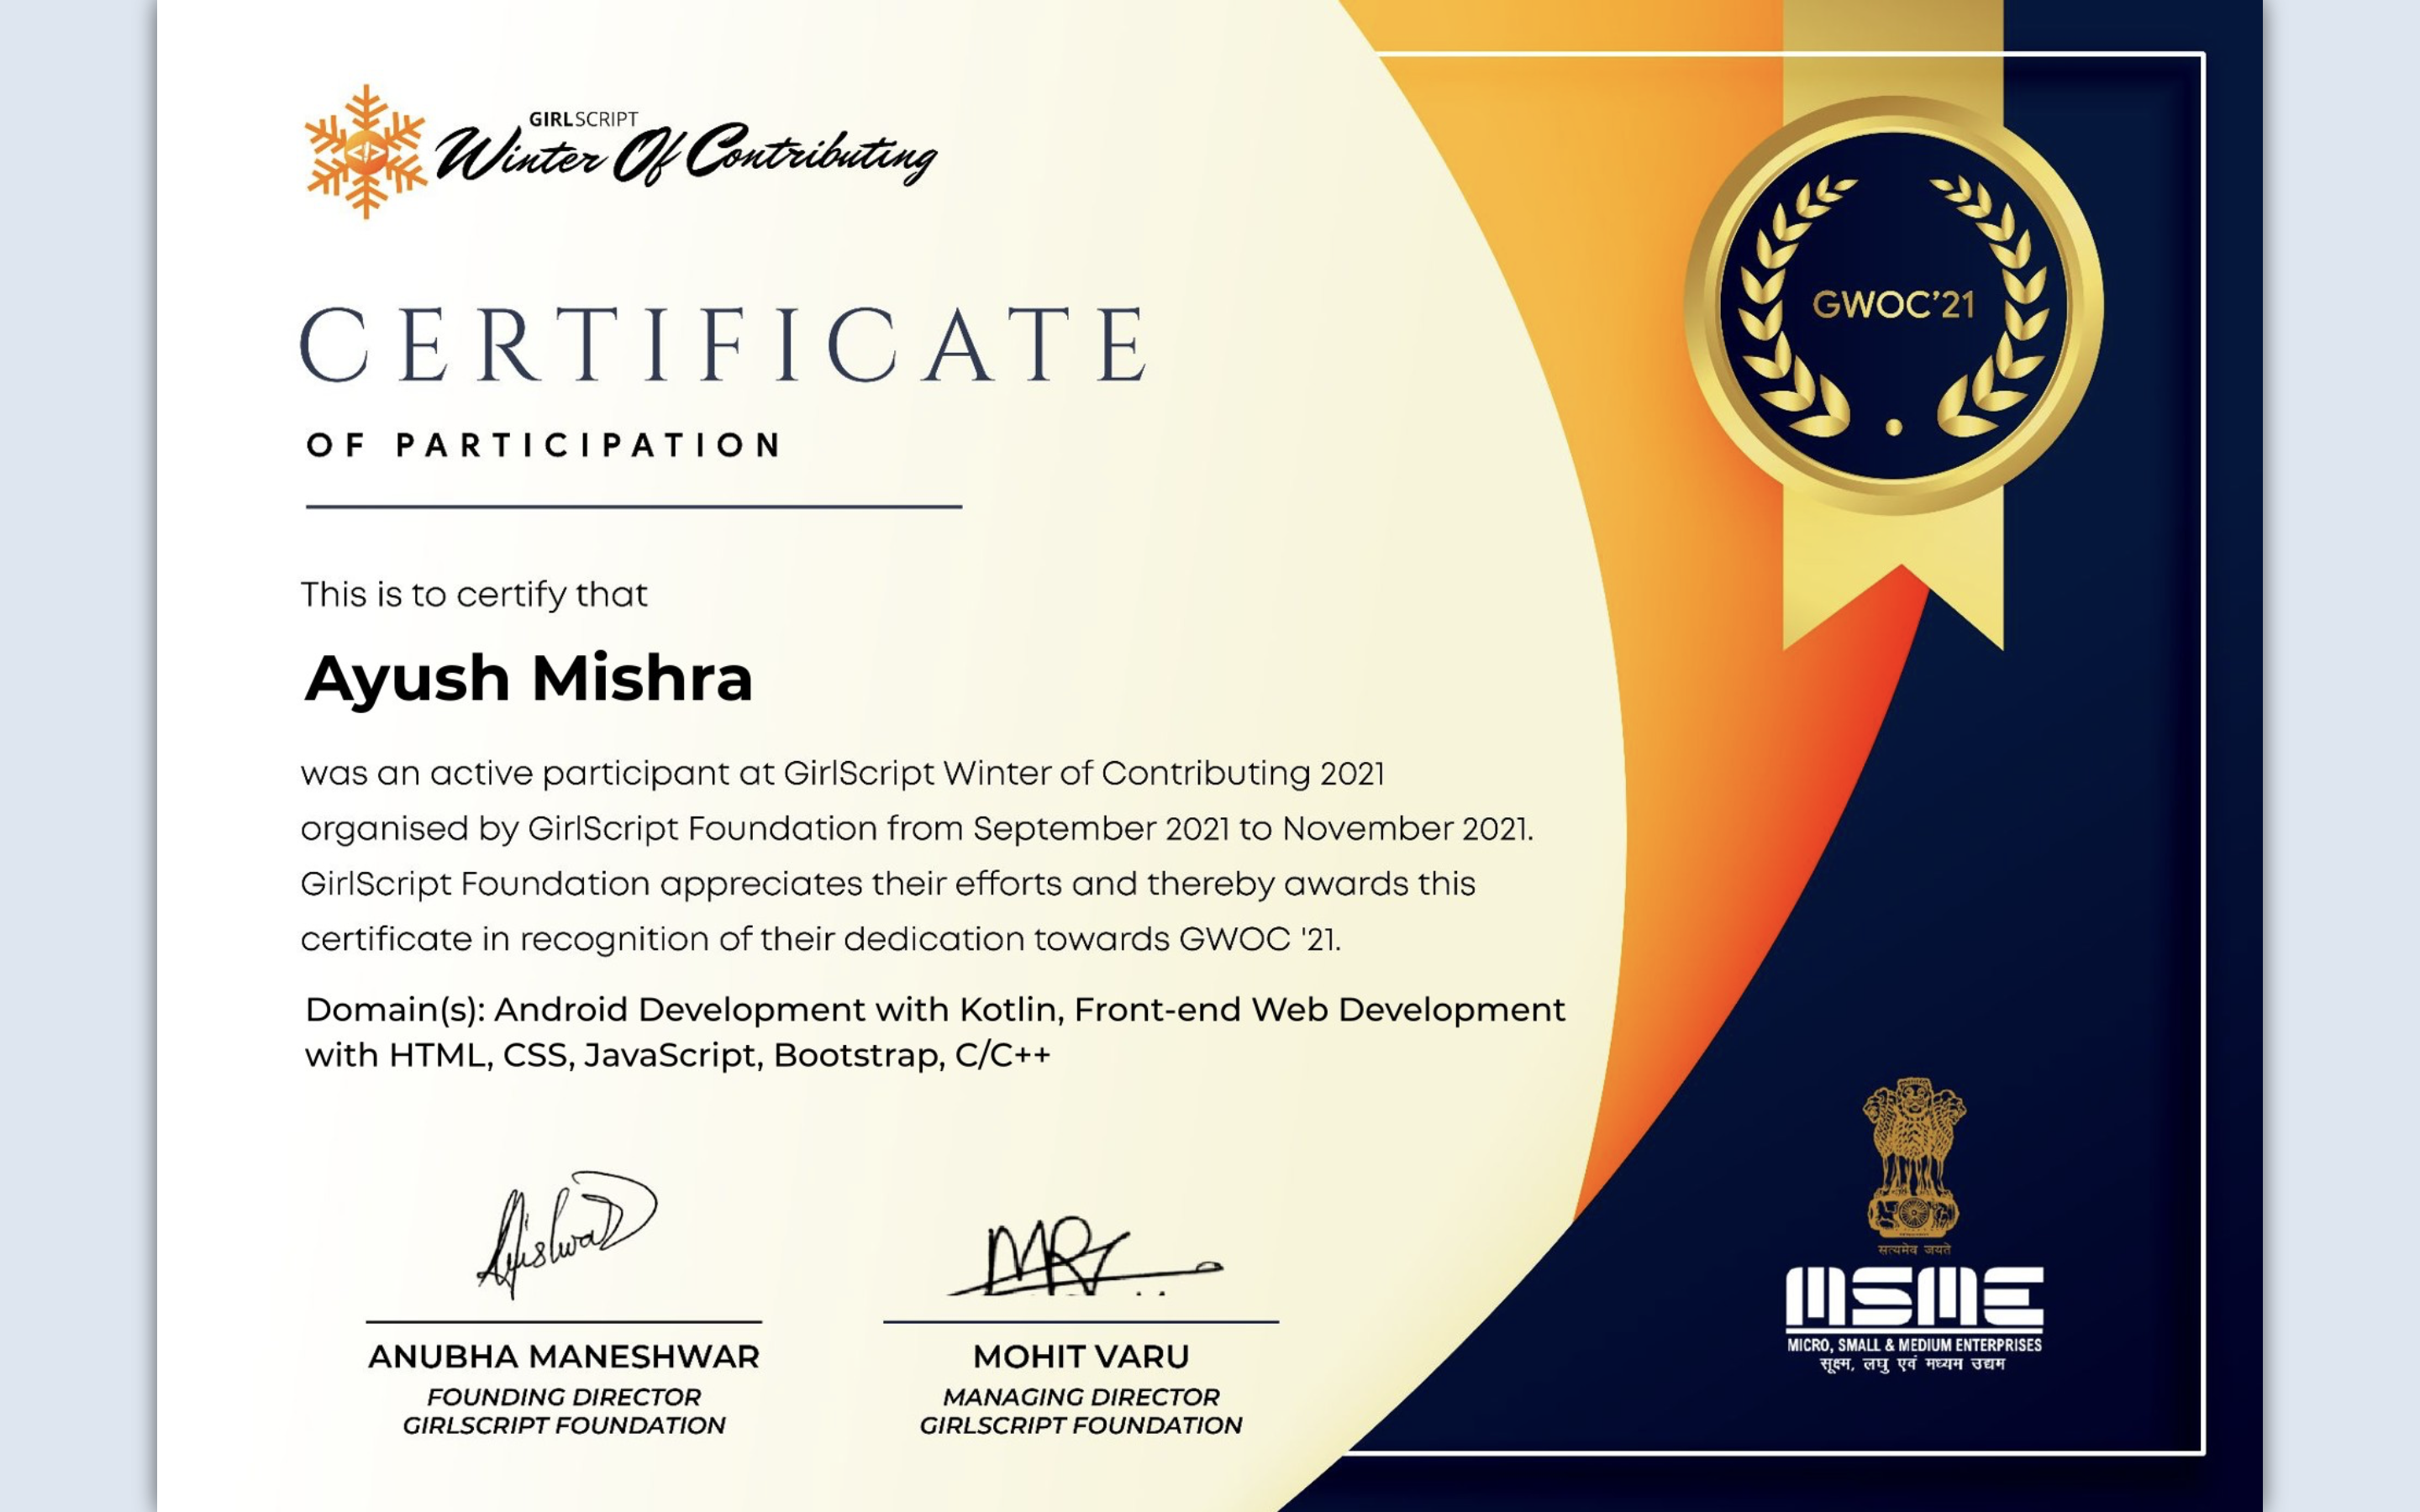 GIRLSCRIPT
Winter Of Contributing
CERTIFICATE
OF PARTICIPATION
This is to certify that
Ayush Mishra
was an active participant at GirlScript Winter of Contributing 2021
organised by GirlScript Foundation from September 2021 to November 2021.
GirlScript Foundation appreciates their efforts and thereby awards this
certificate in recognition of their dedication towards GWOC '21.
Domain(s): Android Development with Kotlin, Front-end Web Development
with HTML, CSS, JavaScript, Bootstrap, C/C++
ANUBHA MANESHWAR
FOUNDING DIRECTOR
GIRLSCRIPT FOUNDATION
MOHIT VARU
MANAGING DIRECTOR
GIRLSCRIPT FOUNDATION
GWOC’21
सत्यमेव जयते
MSME
MICRO, SMALL & MEDIUM ENTERPRISES
सूक्ष्म, लघु एवं मध्यम उद्यम